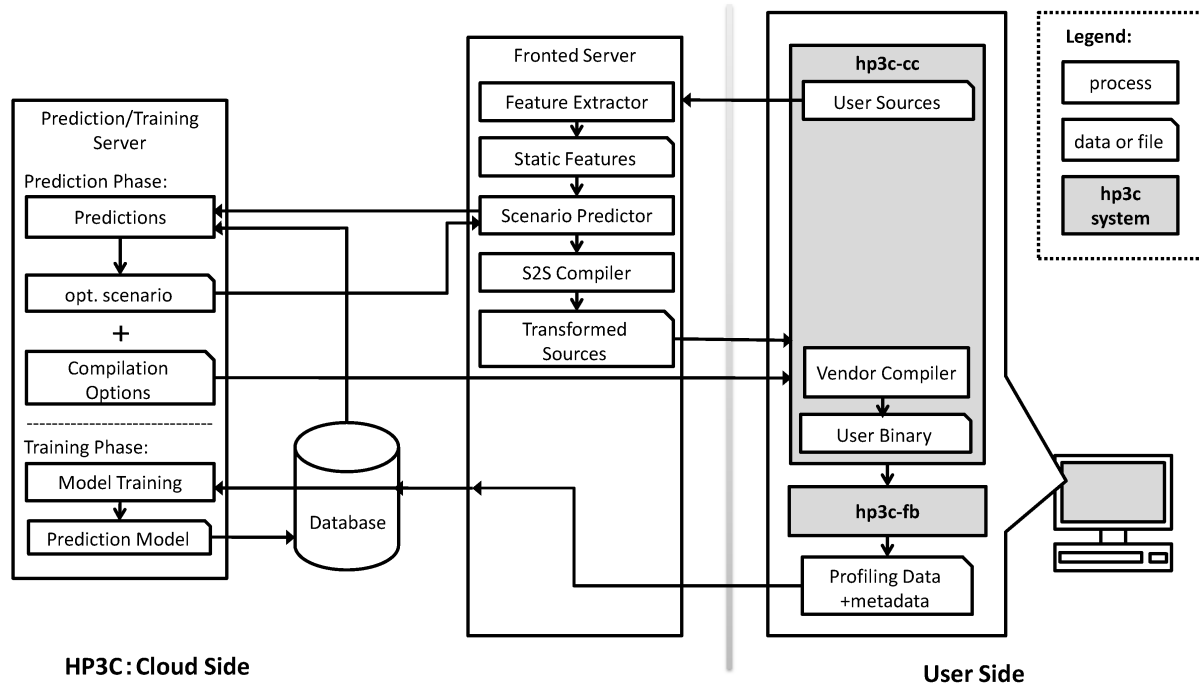 Prediction/Training
Server
Prediction Phase:
Predictions
opt. scenario
+
Compilation
Options
Training Phase:
Model Training
Prediction Model
Database
Fronted Server
Feature Extractor
Static Features
Scenario Predictor
S2S Compiler
Transformed
Sources
hp3c-cc
User Sources
Vendor Compiler
User Binary
hp3c-fb
Profiling Data
+metadata
Legend:
process
data or file
hp3c
system
HP3C: Cloud Side
User Side